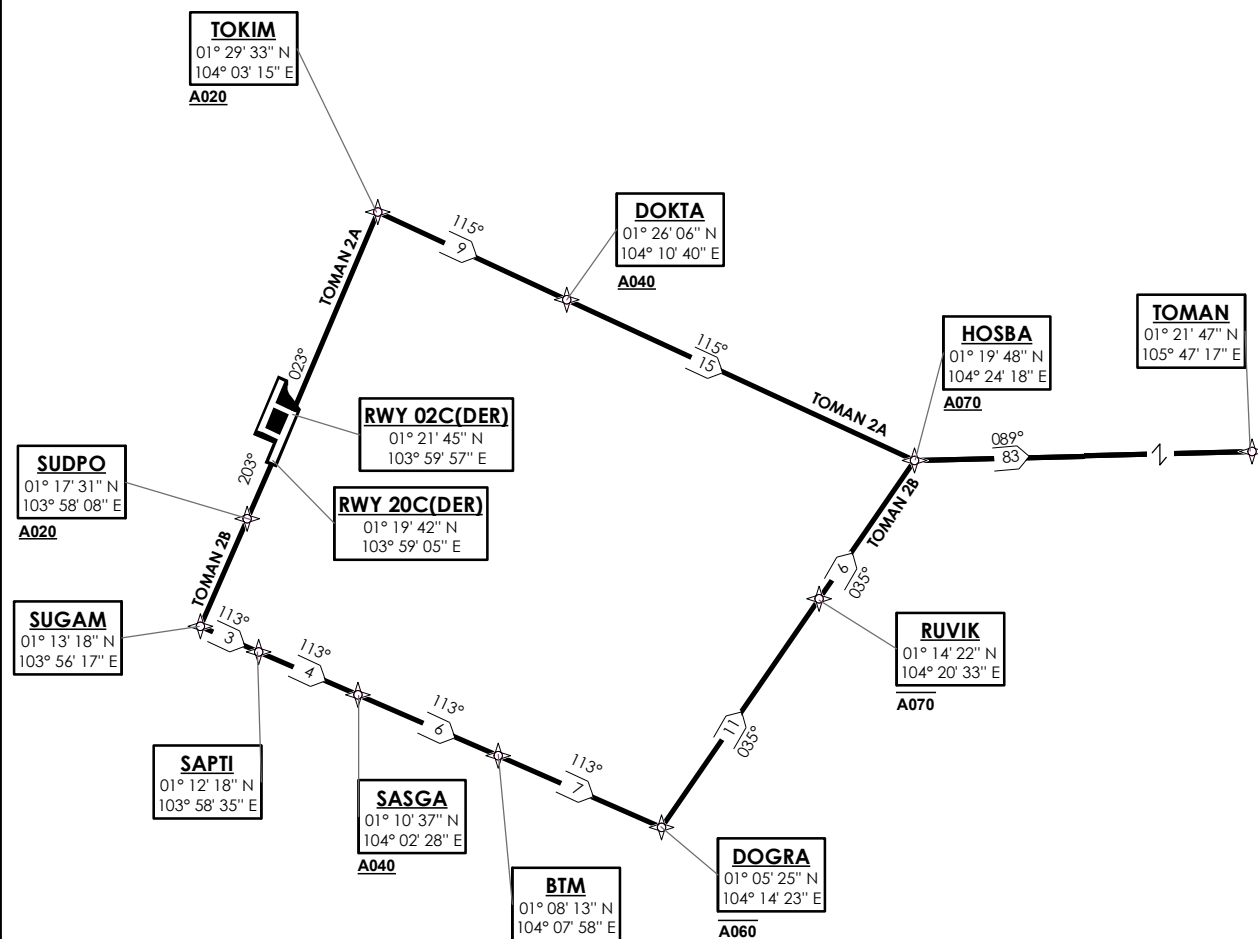 TOKIM
01° 29' 33" N
104° 03' 15" E
A020
DOKTA
01° 26' 06" N
104° 10' 40" E
A040
115°
9
TOMAN 2A
115°
15
TOMAN
01° 21' 47" N
105° 47' 17" E
HOSBA
01° 19' 48" N
104° 24' 18" E
A070
023°
TOMAN 2A
RWY 02C(DER)
01° 21' 45" N
103° 59' 57" E
089°
83
SUDPO
01° 17' 31" N
103° 58' 08" E
A020
203°
RWY 20C(DER)
01° 19' 42" N
103° 59' 05" E
TOMAN 2B
TOMAN 2B
6
035°
SUGAM
01° 13' 18" N
103° 56' 17" E
113°
3
113°
4
RUVIK
01° 14' 22" N
104° 20' 33" E
A070
113°
6
11
035°
SAPTI
01° 12' 18" N
103° 58' 35" E
SASGA
01° 10' 37" N
104° 02' 28" E
A040
113°
7
DOGRA
01° 05' 25" N
104° 14' 23" E
A060
BTM
01° 08' 13" N
104° 07' 58" E